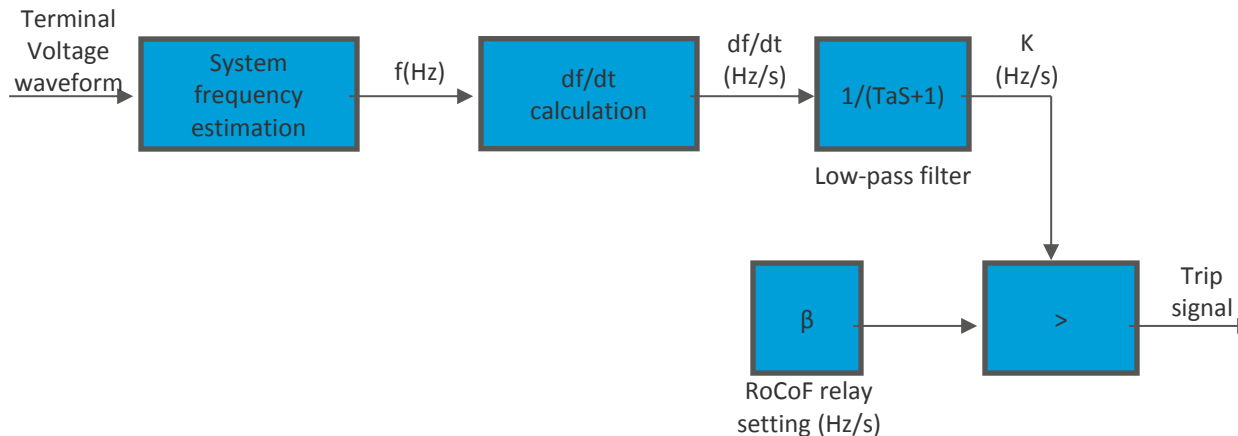 Terminal
Voltage
waveform
System
frequency
estimation
f(Hz)
df/dt
calculation
df/dt
(Hz/s)
1/(TaS+1)
Low-pass filter
K
(Hz/s)
β
RoCoF relay
setting (Hz/s)
>
Trip
signal